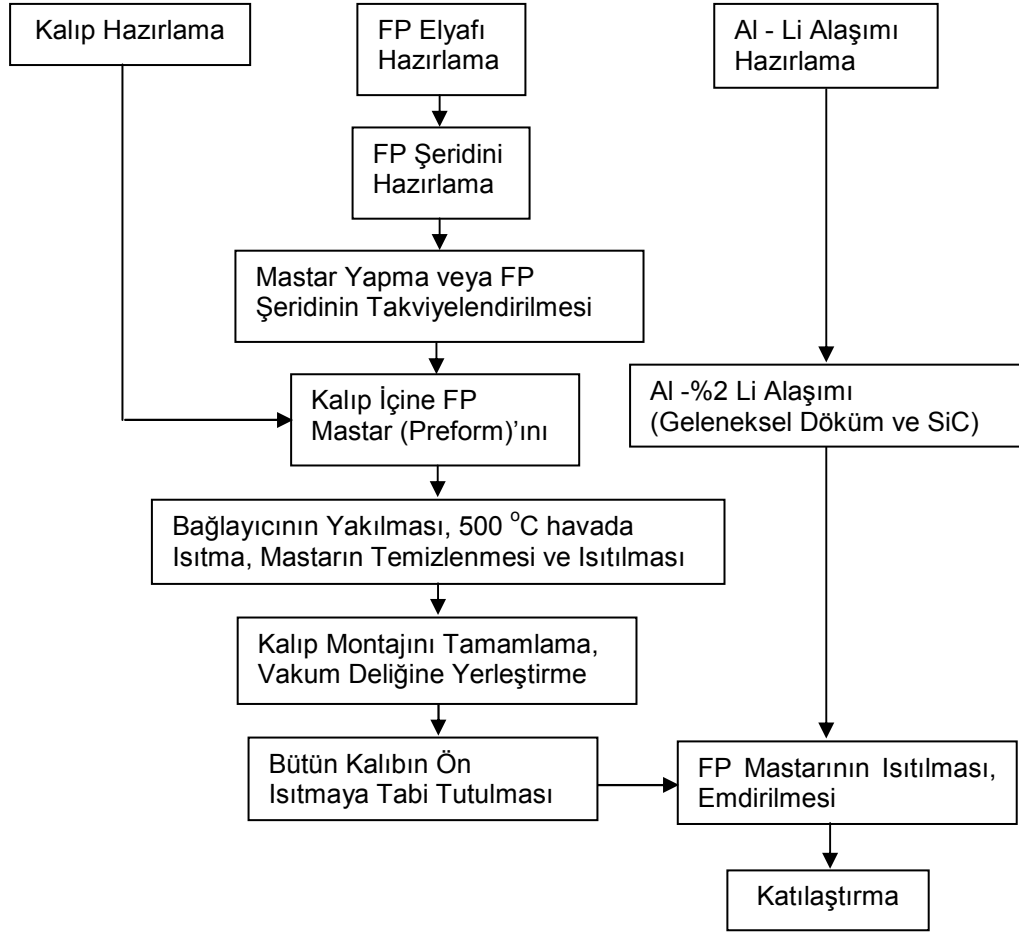 Kalıp Hazırlama
FP Elyafı
Hazırlama
Al - Li Alaşımı
Hazırlama
FP Şeridini
Hazırlama
Mastar Yapma veya FP
Şeridinin Takviyelendirilmesi
Kalıp İçine FP
Mastar (Preform)’ını
Al -%2 Li Alaşımı
(Geleneksel Döküm ve SiC)
Bağlayıcının Yakılması, 500 °C havada
Isıtma, Mastarın Temizlenmesi ve Isıtılması
Kalıp Montajını Tamamlama,
Vakum Deliğine Yerleştirme
Bütün Kalıbın Ön
Isıtmaya Tabi Tutulması
FP Mastarının Isıtılması,
Emdirilmesi
Katılaştırma